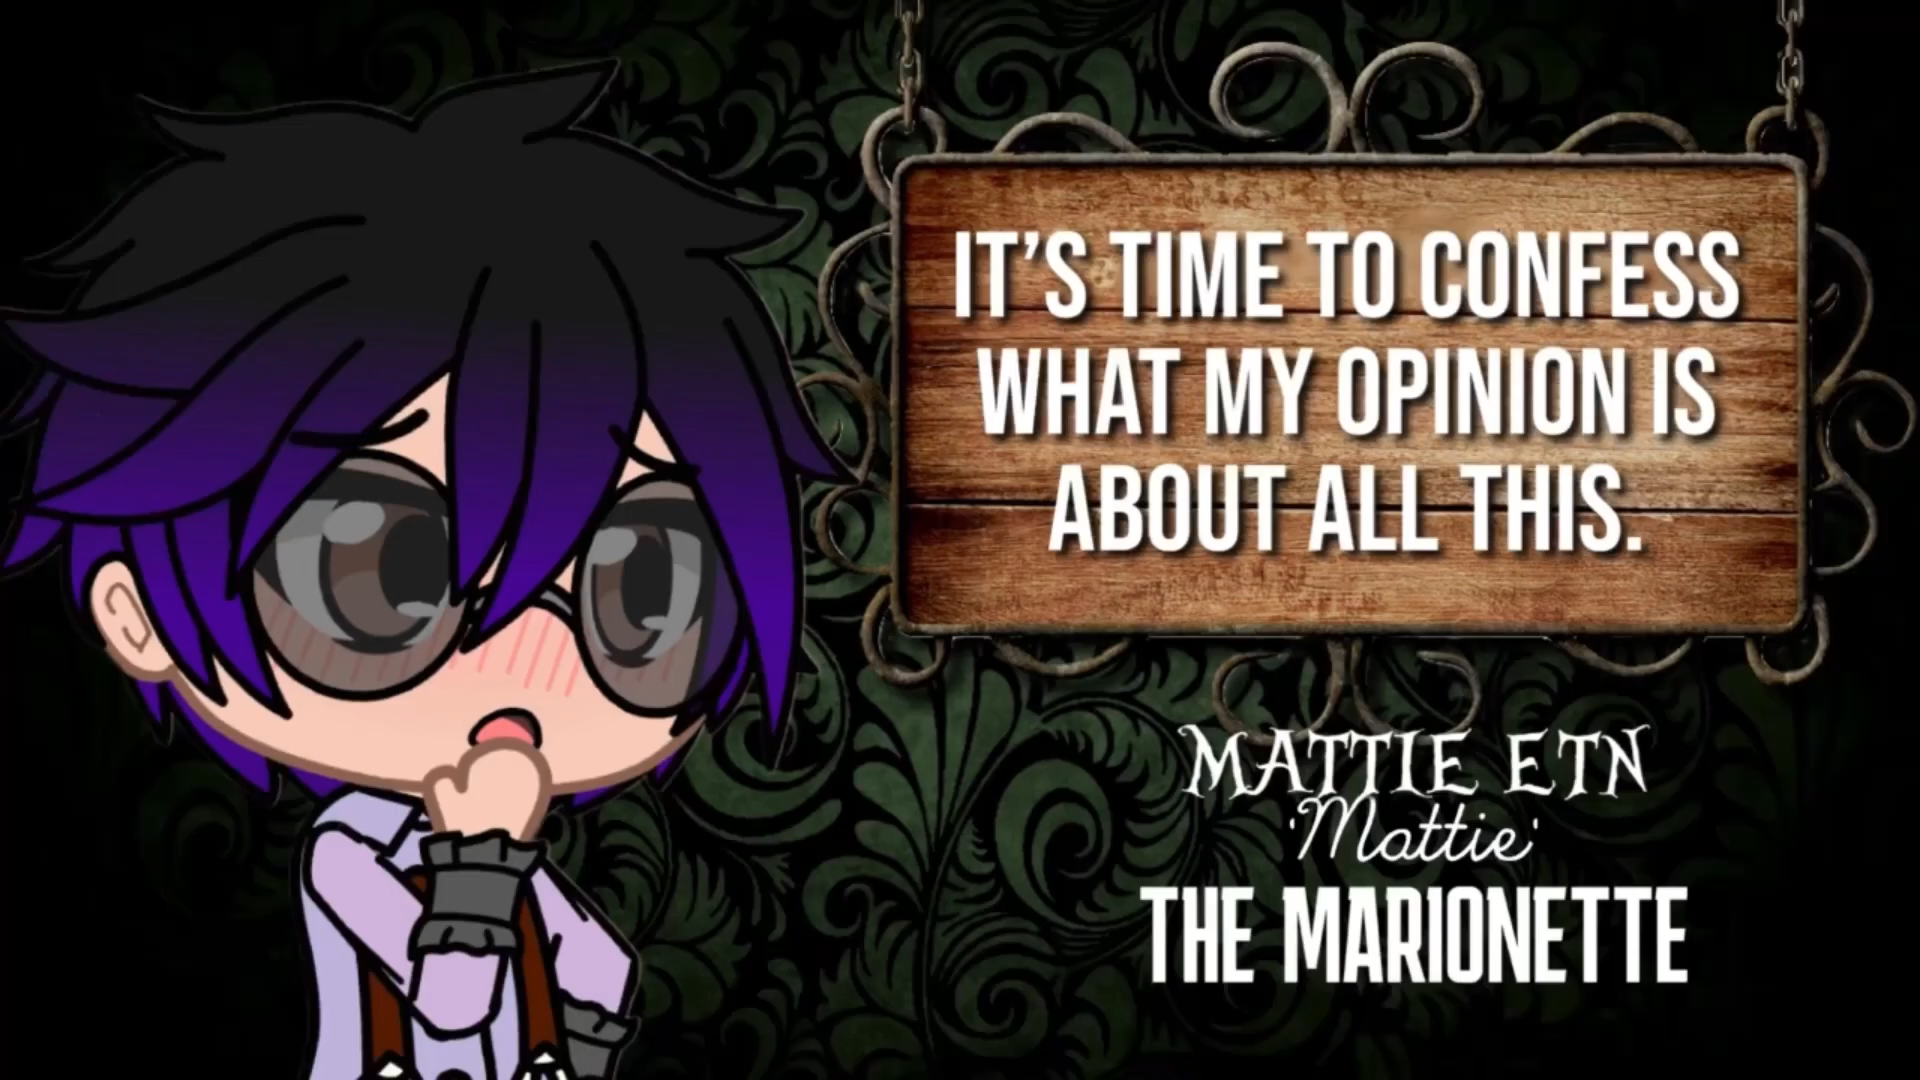 IT’S TIME TO CONFESS
WHAT MY OPINION IS
ABOUT ALL THIS.
MATTIE ETN
'Mattie'
THE MARIONETTE